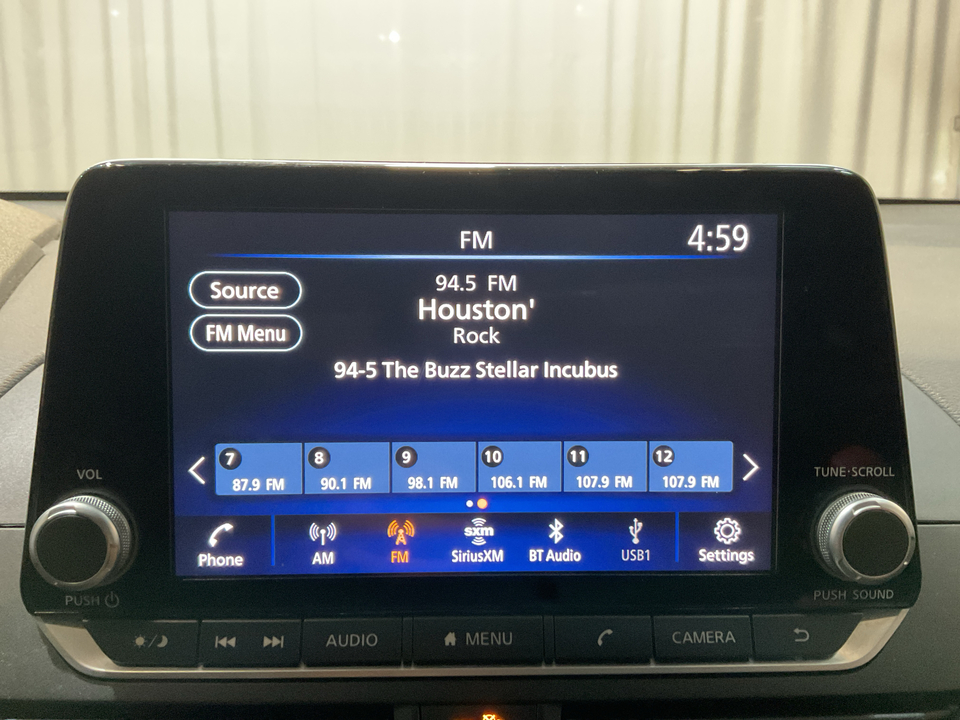 FM 4:59
Source
94.5 FM
Houston'
FM Menu
Rock
94-5 The Buzz Stellar Incubus
7 8 9 10 11 12
87.9 FM 90.1 FM 98.1 FM 106.1 FM 107.9 FM 107.9 FM
VOL
TUNE·SCROLL
Phone AM FM sxm SiriusXM BT Audio USB1 Settings
PUSH
PUSH SOUND
AUDIO MENU CAMERA